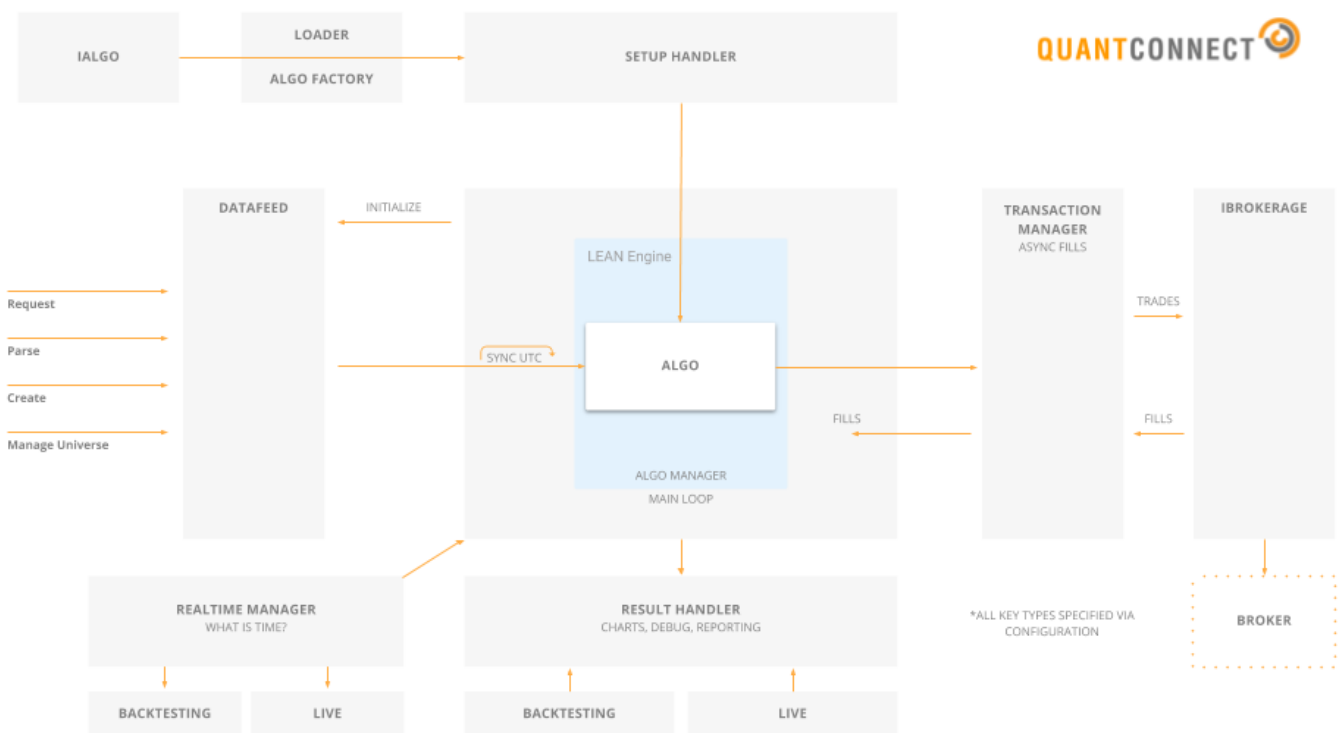 IALGO
LOADER
ALGO FACTORY
SETUP HANDLER
QUANTCONNECT
DATAFEED
INITIALIZE
LEAN Engine
TRANSACTION
MANAGER
ASYNC FILLS
IBROKERAGE
Request
Parse
Create
Manage Universe
SYNC UTC
ALGO
TRADES
FILLS
FILLS
ALGO MANAGER
MAIN LOOP
REALTIME MANAGER
WHAT IS TIME?
RESULT HANDLER
CHARTS, DEBUG, REPORTING
*ALL KEY TYPES SPECIFIED VIA
CONFIGURATION
BROKER
BACKTESTING
LIVE
BACKTESTING
LIVE